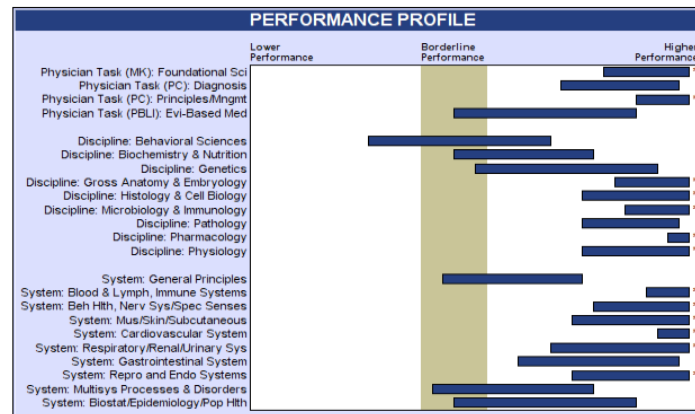 PERFORMANCE PROFILE
Lower Performance
Borderline Performance
Higher Performance
Physician Task (MK): Foundational Sci
Physician Task (PC): Diagnosis
Physician Task (PC): Principles/Mngmt
Physician Task (PBLI): Evi-Based Med
Discipline: Behavioral Sciences
Discipline: Biochemistry & Nutrition
Discipline: Genetics
Discipline: Gross Anatomy & Embryology
Discipline: Histology & Cell Biology
Discipline: Microbiology & Immunology
Discipline: Pathology
Discipline: Pharmacology
Discipline: Physiology
System: General Principles
System: Blood & Lymph, Immune Systems
System: Beh Hlth, Nerv Sys/Spec Senses
System: Mus/Skin/Subcutaneous
System: Cardiovascular System
System: Respiratory/Renal/Urinary Sys
System: Gastrointestinal System
System: Repro and Endo Systems
System: Multisys Processes & Disorders
System: Biostat/Epidemiology/Pop Hlth